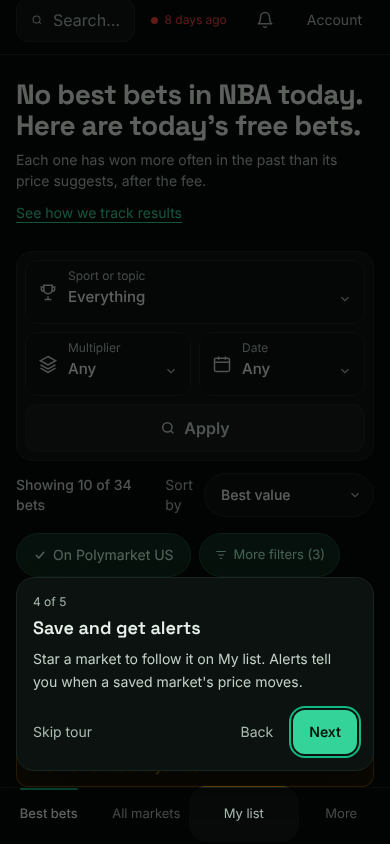 Search...
8 days ago
Account
No best bets in NBA today.
Here are today's free bets.
Each one has won more often in the past than its
price suggests, after the fee.
See how we track results
Sport or topic
Everything
Multiplier
Any
Date
Any
Apply
Showing 10 of 34
bets
Sort
by
Best value
On Polymarket US
More filters (3)
4 of 5
Save and get alerts
Star a market to follow it on My list. Alerts tell
you when a saved market's price moves.
Skip tour
Back
Next
Best bets
All markets
My list
More